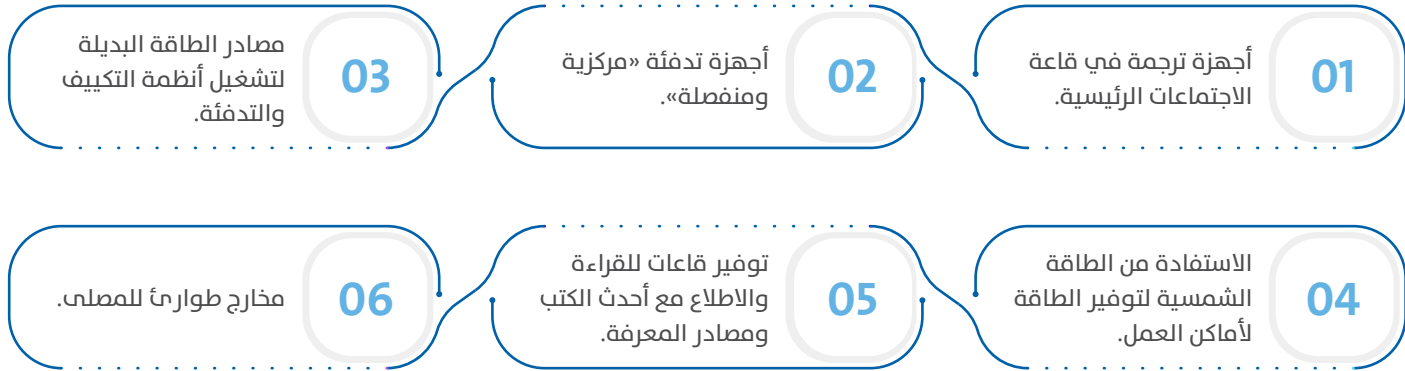 01
أجهزة ترجمة في قاعة
الاجتماعات الرئيسية.
02
أجهزة تدفئة «مركزية
ومنفصلة».
03
مصادر الطاقة البديلة
لتشغيل أنظمة التكييف
والتدفئة.
04
الاستفادة من الطاقة
الشمسية لتوفير الطاقة
لأماكن العمل.
05
توفير قاعات للقراءة
والاطلاع مع أحدث الكتب
ومصادر المعرفة.
06
مخارج طوارئ للمصلى.